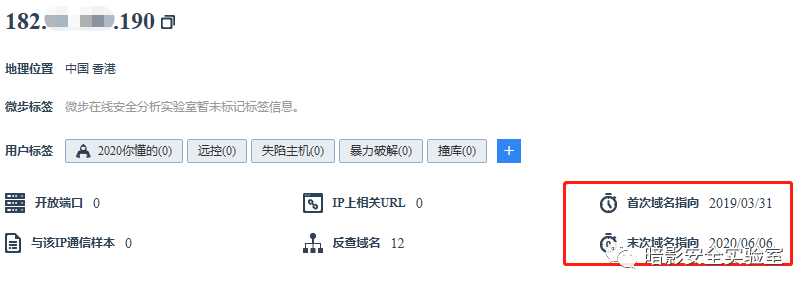 182. .190
地理位置 中国 香港
微步标签 微步在线安全分析实验室暂未标记标签信息。
用户标签 2020你懂的(0) 远控(0) 失陷主机(0) 暴力破解(0) 撞库(0) +
开放端口 0 IP上相关URL 0 首次域名指向 2019/03/31
与该IP通信样本 0 反查域名 12 末次域名指向 2020/06/06
暗影安全实验室